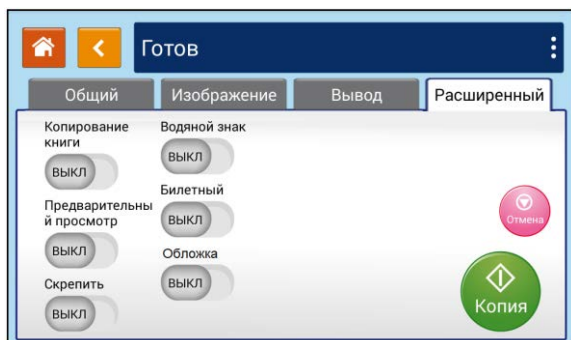 Готов
Общий
Изображение
Вывод
Расширенный
Копирование
книги
ВЫКЛ
Предварительны
й просмотр
ВЫКЛ
Скрепить
ВЫКЛ
Водяной знак
ВЫКЛ
Билетный
ВЫКЛ
Обложка
ВЫКЛ
Отмена
Копия